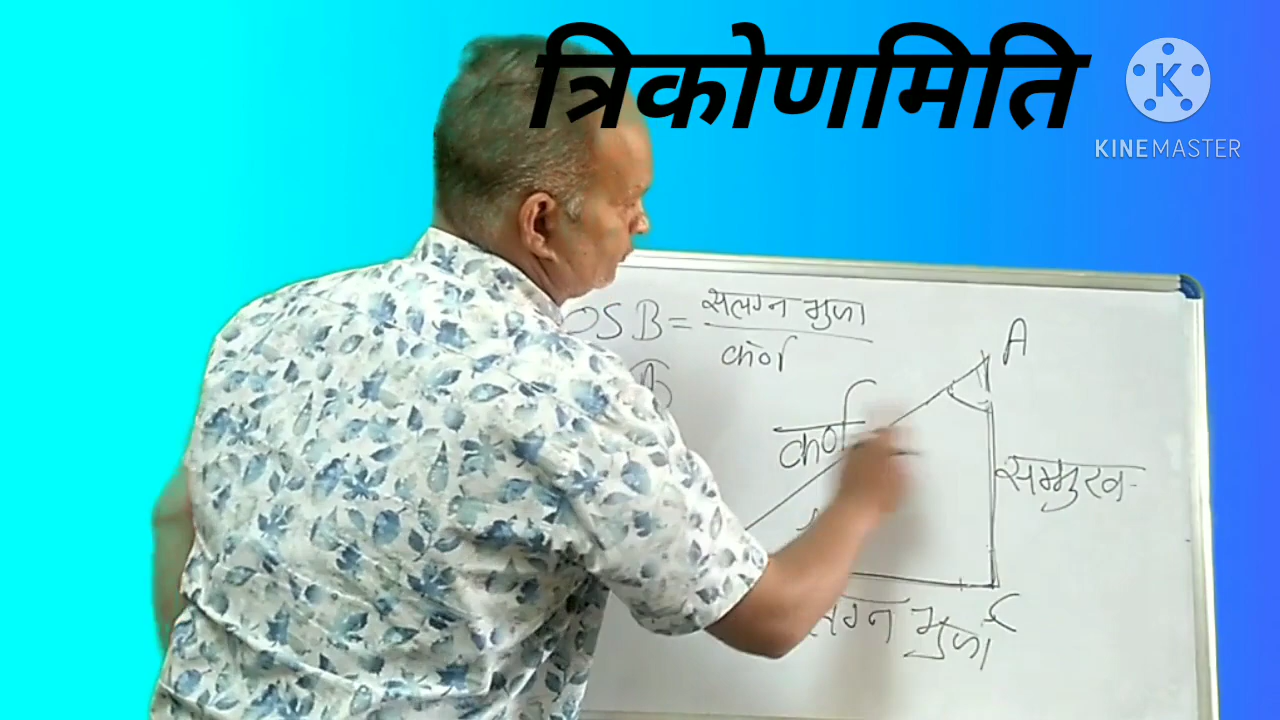 त्रिकोणमिति
K
KINEMASTER
OS B = संलग्न भुजा
कर्ण
A
कर्ण
सम्मुख
C
लग्न भुजा